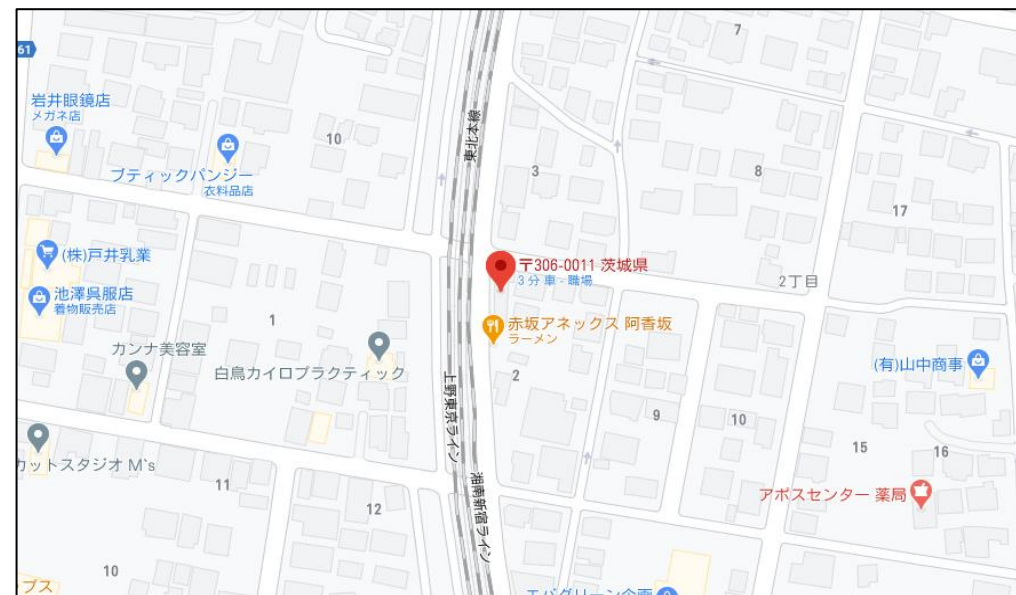 61
7
岩井眼鏡店
メガネ店
10
東北本線
ブティックパンジー
衣料品店
3
8
17
(株)戸井乳業
〒306-0011 茨城県
3 分 車 - 職場
2丁目
池澤呉服店
着物販売店
1
赤坂アネックス 阿香坂
ラーメン
カンナ美容室
白鳥カイロプラクティック
上野東京ライン
2
(有)山中商事
9
10
15
16
カットスタジオ M's
11
湘南新宿ライン
アポスセンター 薬局
12
10
プス
エバグリーン企画